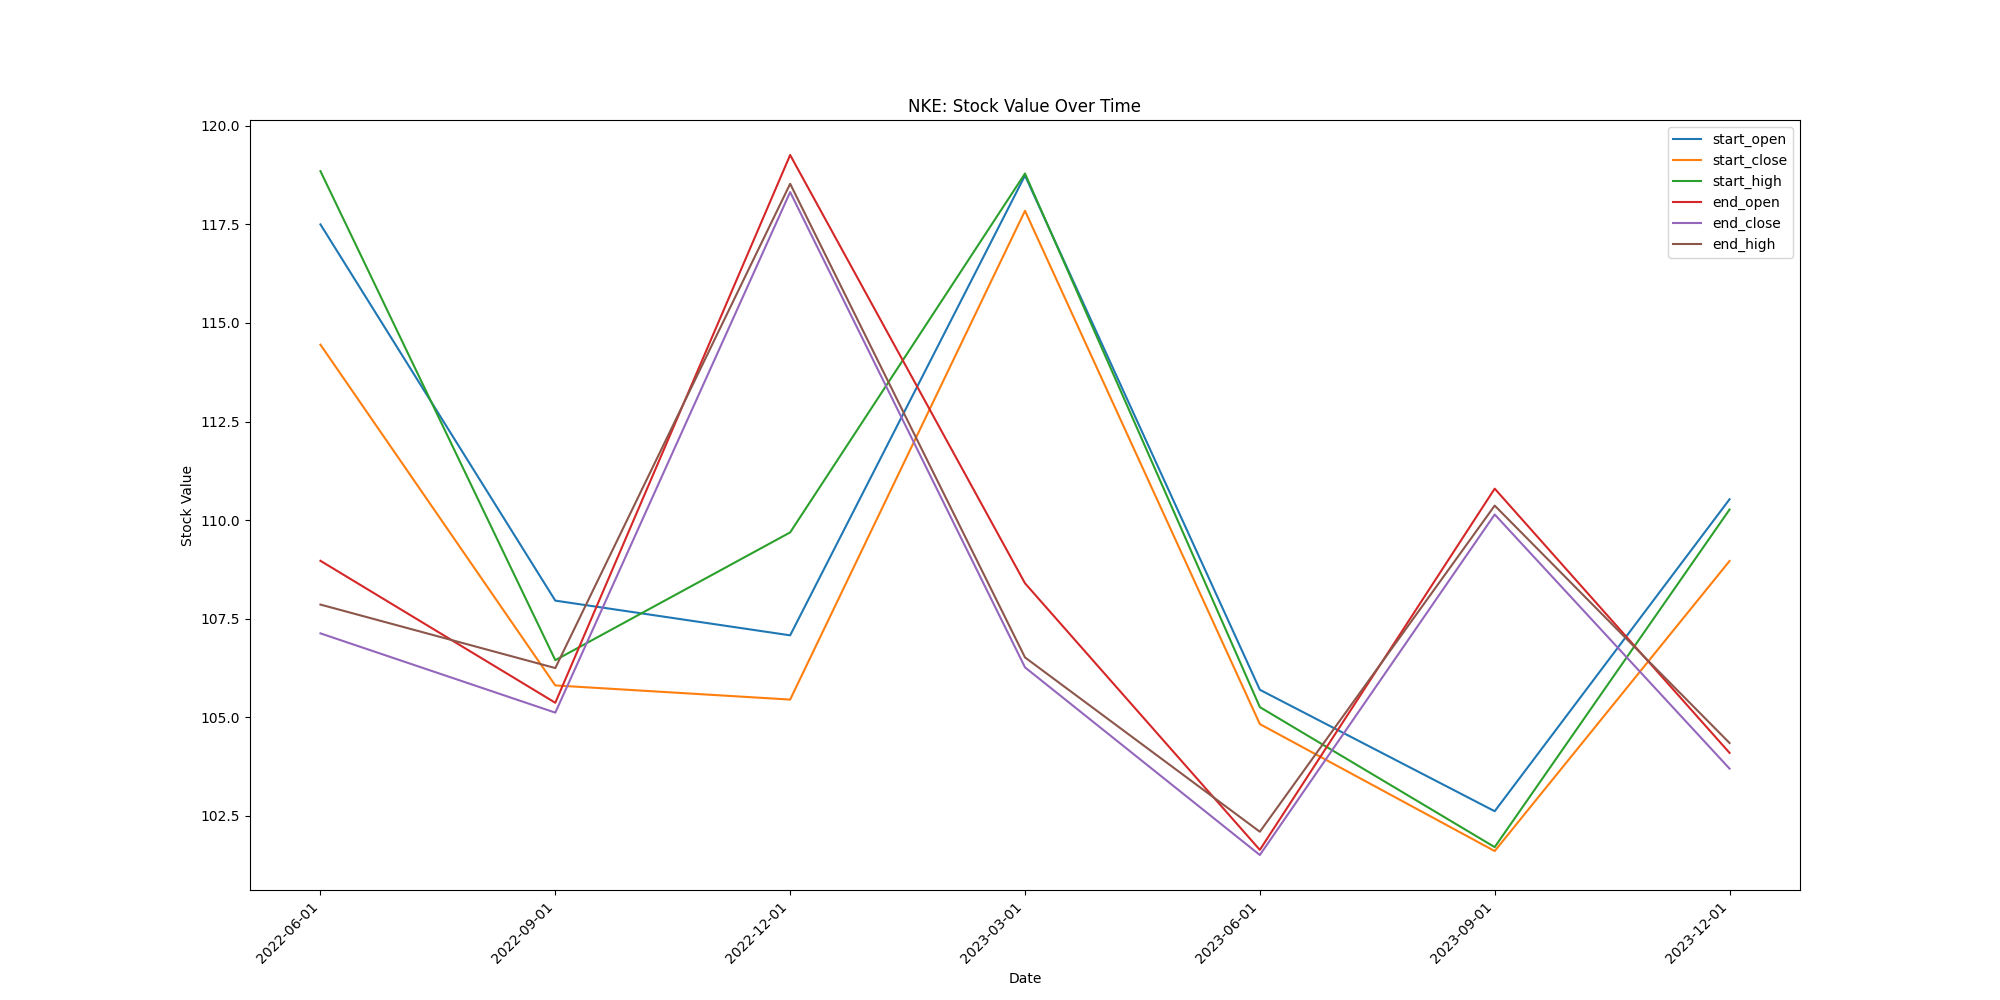 NKE: Stock Value Over Time
120.0
117.5
115.0
112.5
110.0
107.5
105.0
102.5
Stock Value
start_open
start_close
start_high
end_open
end_close
end_high
2022-06-01
2022-09-01
2022-12-01
2023-03-01
2023-06-01
2023-09-01
2023-12-01
Date